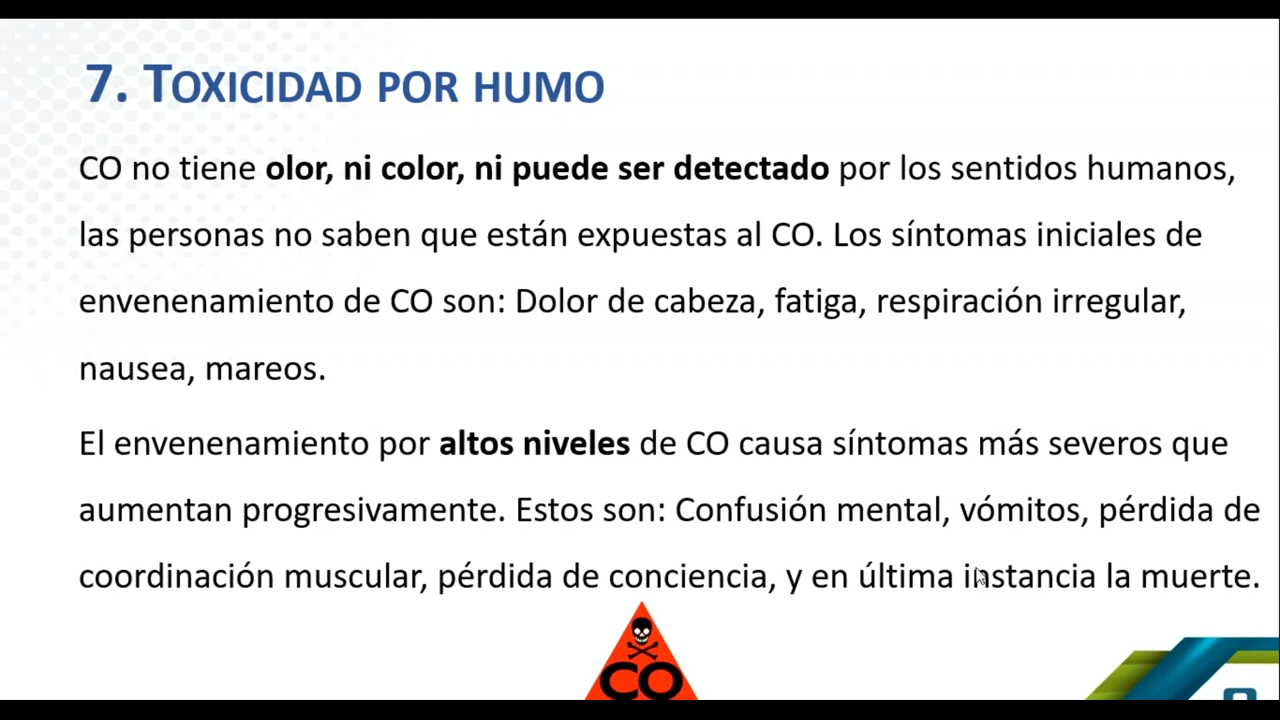 7. TOXICIDAD POR HUMO
CO no tiene olor, ni color, ni puede ser detectado por los sentidos humanos,
las personas no saben que están expuestas al CO. Los síntomas iniciales de
envenenamiento de CO son: Dolor de cabeza, fatiga, respiración irregular,
nausea, mareos.
El envenenamiento por altos niveles de CO causa síntomas más severos que
aumentan progresivamente. Estos son: Confusión mental, vómitos, pérdida de
coordinación muscular, pérdida de conciencia, y en última instancia la muerte.
CO